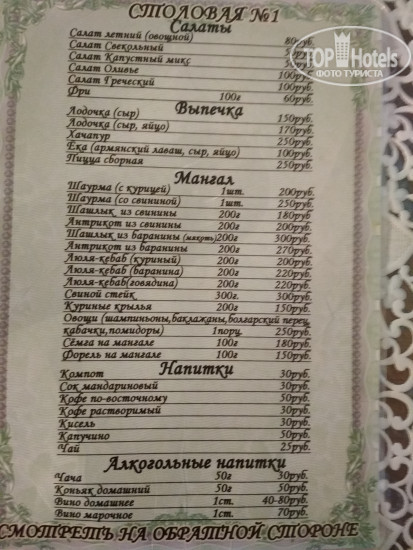 СТОЛОВАЯ №1
Салаты
Салат летний (овощной) 80руб.
Салат Свекольный
Салат Капустный микс
Салат Оливье 100руб.
Салат Греческий 100руб.
Фри 100г 60руб.
TOP Hotels
ФОТО ТУРИСТА
Выпечка
Лодочка (сыр) 150руб.
Лодочка (сыр, яйцо) 170руб.
Хачапур 250руб.
Ека (армянский лаваш, сыр, яйцо) 100руб.
Пицца сборная 250руб.
Мангал
Шаурма (с курицей) 1шт. 200руб.
Шаурма (со свининой) 1шт. 250руб.
Шашлык из свинины 200г 180руб.
Антрикот из свинины 200г 200руб.
Шашлык из баранины (мякоть) 200г 300руб.
Антрикот из баранины 200г 270руб.
Люля-кебаб (куриный) 200г 200руб.
Люля-кебаб (баранина) 200г 220руб.
Люля-кебаб(говядина) 200г 220руб.
Свиной стейк 300г. 300руб.
Куриные крылья 200г 150руб.
Овощи (шампиньоны,баклажаны,болгарский перец,
кабачки,помидоры) 1порц. 250руб.
Сёмга на мангале 100г 180руб.
Форель на мангале 100г 150руб.
Напитки
Компот 30руб.
Сок мандариновый 30руб.
Кофе по-восточному 50руб.
Кофе растворимый 30руб.
Кисель 30руб.
Капучино 50руб.
Чай 25руб.
Алкогольные напитки
Чача 50г 30руб.
Коньяк домашний 50г 50руб.
Вино домашнее 1ст. 40-80руб.
Вино марочное 1ст. 70руб.
СМОТРЕТЬ НА ОБРАТНОЙ СТОРОНЕ